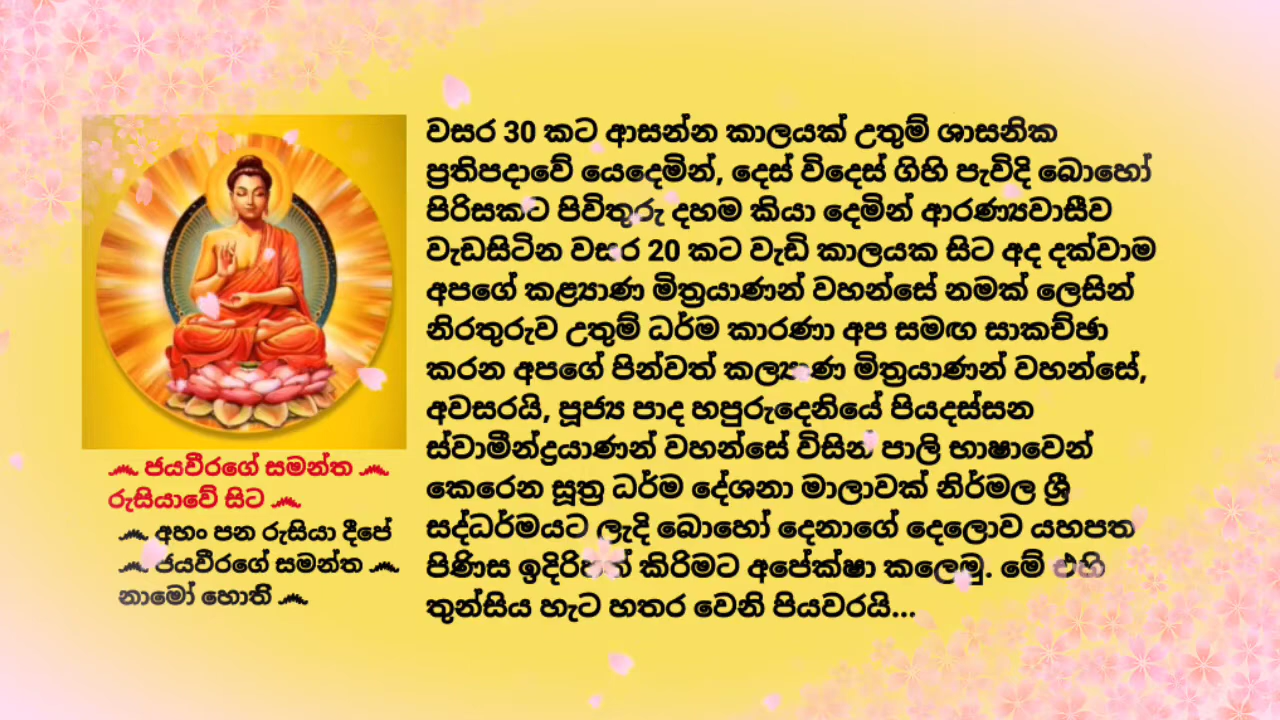 වසර 30 කට ආසන්න කාලයක් උතුම් ශාසනික
ප්‍රතිපදාවේ යෙදෙමින්, දෙස් විදෙස් ගිහි පැවිදි බොහෝ
පිරිසකට පිවිතුරු දහම කියා දෙමින් ආරණ්‍යවාසීව
වැඩසිටින වසර 20 කට වැඩි කාලයක සිට අද දක්වාම
අපගේ කළ්‍යාණ මිත්‍රයාණන් වහන්සේ නමක් ලෙසින්
නිරතුරුව උතුම් ධර්ම කාරණා අප සමඟ සාකච්ඡා
කරන අපගේ පින්වත් කල්‍යාණ මිත්‍රයාණන් වහන්සේ,
අවසරයි, පූජ්‍ය පාද හපුරුදෙනියේ පියදස්සන
ස්වාමීන්ද්‍රයාණන් වහන්සේ විසින් පාලි භාෂාවෙන්
කෙරෙන සූත්‍ර ධර්ම දේශනා මාලාවක් නිර්මල ශ්‍රී
සද්ධර්මයට ලැදි බොහෝ දෙනාගේ දෙලොව යහපත
පිණිස ඉදිරිපත් කිරිමට අපේක්ෂා කලෙමු. මේ එහි
තුන්සිය හැට හතර වෙනි පියවරයි...
෴ ජයවීරගේ සමන්ත ෴
රුසියාවේ සිට ෴
෴ අහං පන රුසියා දීපේ
෴ ජයවීරගේ සමන්ත ෴
නාමෝ හොති ෴